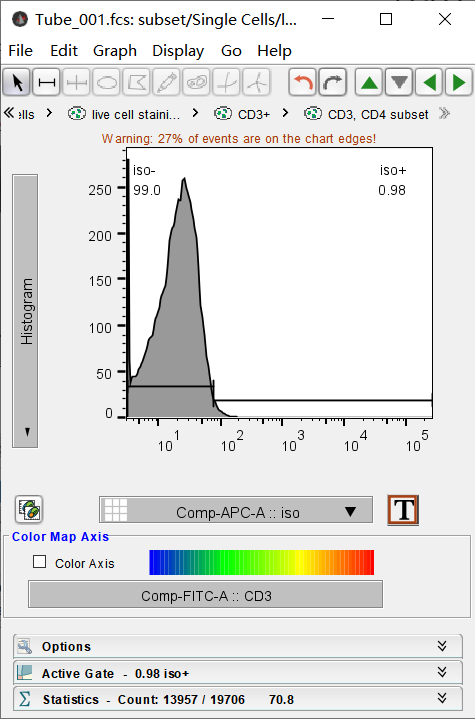 Tube_001.fcs: subset/Single Cells/l...
File Edit Graph Display Go Help
ells > live cell staini... > CD3+ > CD3, CD4 subset
Warning: 27% of events are on the chart edges!
iso- iso+
99.0 0.98
250
200
150
100
50
0
10^1 10^2 10^3 10^4 10^5
Histogram
Comp-APC-A :: iso
T
Color Map Axis
Color Axis
Comp-FITC-A :: CD3
Options
Active Gate - 0.98 iso+
Σ Statistics - Count: 13957 / 19706 70.8